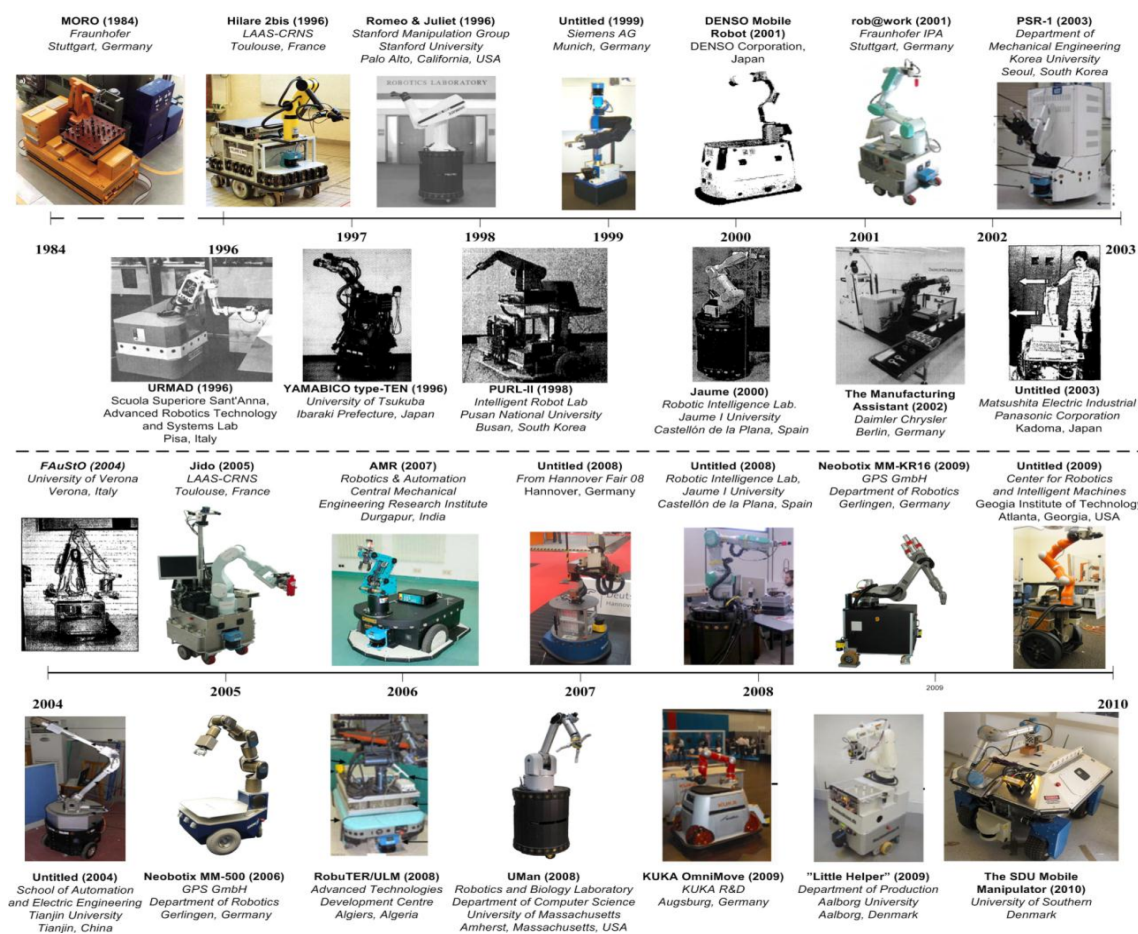 MORO (1984)
Fraunhofer
Stuttgart, Germany
Hilare 2bis (1996)
LAAS-CRNS
Toulouse, France
Romeo & Juliet (1996)
Stanford Manipulation Group
Stanford University
Palo Alto, California, USA
Untitled (1999)
Siemens AG
Munich, Germany
DENSO Mobile
Robot (2001)
DENSO Corporation,
Japan
rob@work (2001)
Fraunhofer IPA
Stuttgart, Germany
PSR-1 (2003)
Department of
Mechanical Engineering
Korea University
Seoul, South Korea
a)
ROBOTICS LABORATORY
1984
1996
1997
1998
1999
2000
2001
2002
2003
URMAD (1996)
Scuola Superiore Sant'Anna,
Advanced Robotics Technology
and Systems Lab
Pisa, Italy
YAMABICO type-TEN (1996)
University of Tsukuba
Ibaraki Prefecture, Japan
PURL-II (1998)
Intelligent Robot Lab
Pusan National University
Busan, South Korea
Jaume (2000)
Robotic Intelligence Lab.
Jaume I University
Castellón de la Plana, Spain
The Manufacturing
Assistant (2002)
Daimler Chrysler
Berlin, Germany
Untitled (2003)
Matsushita Electric Industrial
Panasonic Corporation
Kadoma, Japan
FAuStO (2004)
University of Verona
Verona, Italy
Jido (2005)
LAAS-CRNS
Toulouse, France
AMR (2007)
Robotics & Automation
Central Mechanical
Engineering Research Institute
Durgapur, India
Untitled (2008)
From Hannover Fair 08
Hannover, Germany
Untitled (2008)
Robotic Intelligence Lab,
Jaume I University
Castellón de la Plana, Spain
Neobotix MM-KR16 (2009)
GPS GmbH
Department of Robotics
Gerlingen, Germany
Untitled (2009)
Center for Robotics
and Intelligent Machines
Geogia Institute of Technology
Atlanta, Georgia, USA
2004
2005
2006
2007
2008
2009
2010
Untitled (2004)
School of Automation
and Electric Engineering
Tianjin University
Tianjin, China
Neobotix MM-500 (2006)
GPS GmbH
Department of Robotics
Gerlingen, Germany
RobuTER/ULM (2008)
Advanced Technologies
Development Centre
Algiers, Algeria
UMan (2008)
Robotics and Biology Laboratory
Department of Computer Science
University of Massachusetts
Amherst, Massachusetts, USA
KUKA OmniMove (2009)
KUKA R&D
Augsburg, Germany
"Little Helper" (2009)
Department of Production
Aalborg University
Aalborg, Denmark
The SDU Mobile
Manipulator (2010)
University of Southern
Denmark